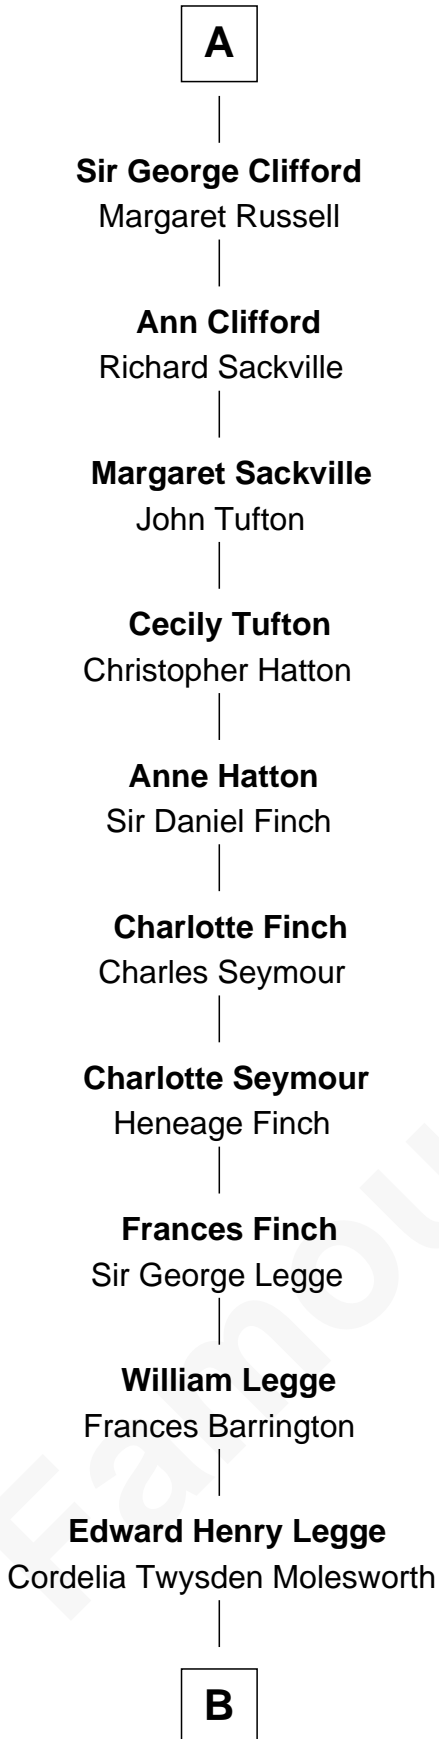 A
Sir George Clifford
Margaret Russell
Ann Clifford
Richard Sackville
Margaret Sackville
John Tufton
Cecily Tufton
Christopher Hatton
Anne Hatton
Sir Daniel Finch
Charlotte Finch
Charles Seymour
Charlotte Seymour
Heneage Finch
Frances Finch
Sir George Legge
William Legge
Frances Barrington
Edward Henry Legge
Cordelia Twysden Molesworth
B
Famou